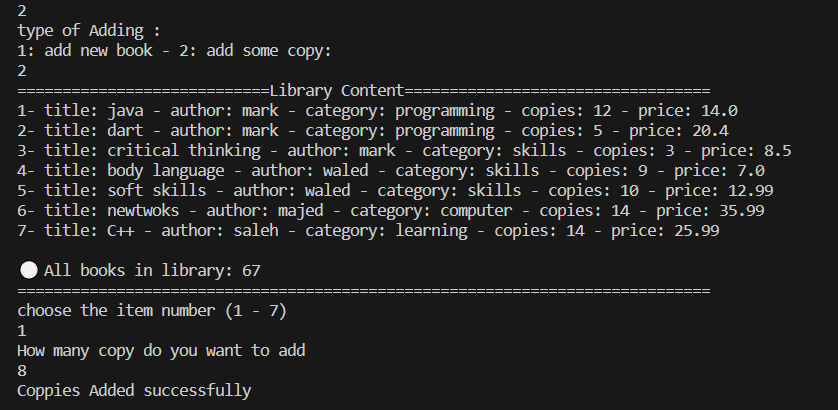 2
type of Adding :
1: add new book - 2: add some copy:
2
============================Library Content==================================
1- title: java - author: mark - category: programming - copies: 12 - price: 14.0
2- title: dart - author: mark - category: programming - copies: 5 - price: 20.4
3- title: critical thinking - author: mark - category: skills - copies: 3 - price: 8.5
4- title: body language - author: waled - category: skills - copies: 9 - price: 7.0
5- title: soft skills - author: waled - category: skills - copies: 10 - price: 12.99
6- title: newtwoks - author: majed - category: computer - copies: 14 - price: 35.99
7- title: C++ - author: saleh - category: learning - copies: 14 - price: 25.99
⚪ All books in library: 67
=============================================================================
choose the item number (1 - 7)
1
How many copy do you want to add
8
Coppies Added successfully